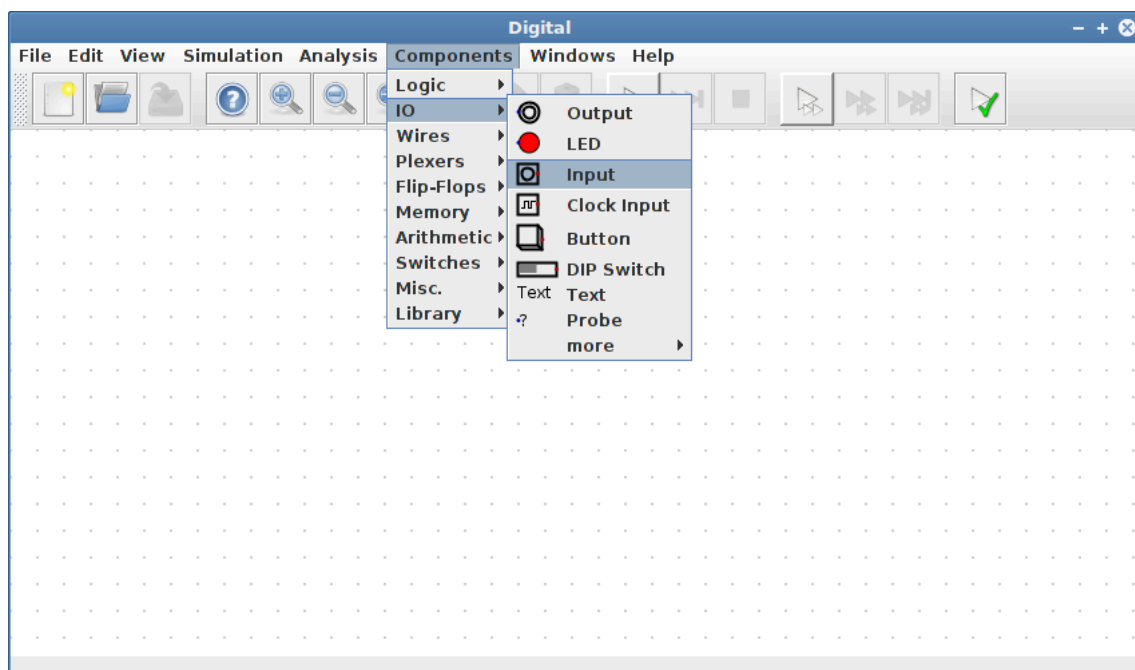 Digital
File Edit View Simulation Analysis Components Windows Help
Logic
IO
Wires
Plexers
Flip-Flops
Memory
Arithmetic
Switches
Misc.
Library
Output
LED
Input
Clock Input
Button
DIP Switch
Text Text
Probe
more